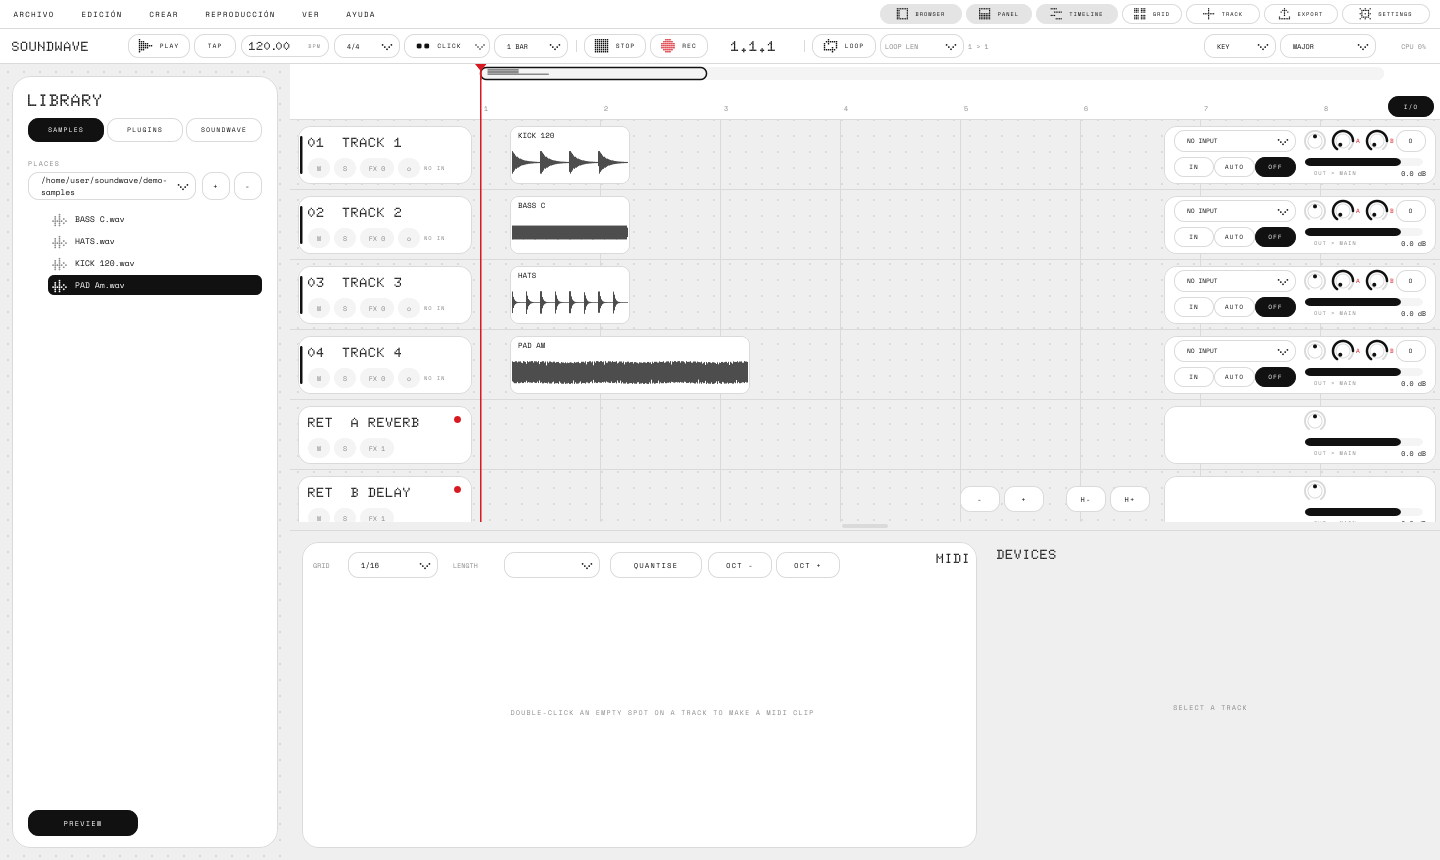 ARCHIVO EDICIÓN CREAR REPRODUCCIÓN VER AYUDA BROWSER PANEL TIMELINE GRID TRACK EXPORT SETTINGS
SOUNDWAVE PLAY TAP 120.00 BPM 4/4 CLICK 1 BAR STOP REC 1.1.1 LOOP LOOP LEN 1 > 1 KEY MAJOR CPU 0%
LIBRARY
SAMPLES PLUGINS SOUNDWAVE
PLACES
/home/user/soundwave/demo-
samples
+ -
BASS C.wav
HATS.wav
KICK 120.wav
PAD Am.wav
PREVIEW
1 2 3 4 5 6 7 8 I/O
01 TRACK 1
M S FX 0 O NO IN
KICK 120
NO INPUT A B 0
IN AUTO OFF
OUT • MAIN 0.0 dB
02 TRACK 2
M S FX 0 O NO IN
BASS C
NO INPUT A B 0
IN AUTO OFF
OUT • MAIN 0.0 dB
03 TRACK 3
M S FX 0 O NO IN
HATS
NO INPUT A B 0
IN AUTO OFF
OUT • MAIN 0.0 dB
04 TRACK 4
M S FX 0 O NO IN
PAD AM
NO INPUT A B 0
IN AUTO OFF
OUT • MAIN 0.0 dB
RET A REVERB
M S FX 1
OUT • MAIN 0.0 dB
RET B DELAY
M S FX 1
- + H- H+
GRID 1/16 LENGTH QUANTISE OCT - OCT + MIDI
DOUBLE-CLICK AN EMPTY SPOT ON A TRACK TO MAKE A MIDI CLIP
DEVICES
SELECT A TRACK